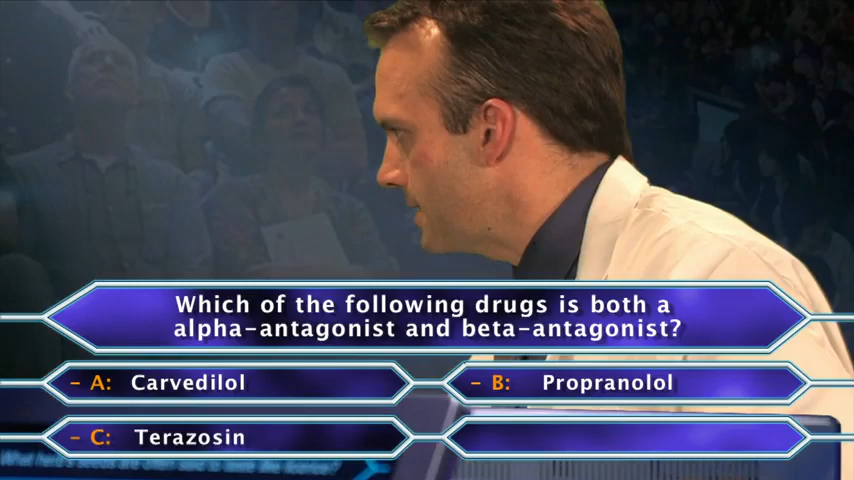 Which of the following drugs is both a
alpha-antagonist and beta-antagonist?
– A: Carvedilol
– B: Propranolol
– C: Terazosin